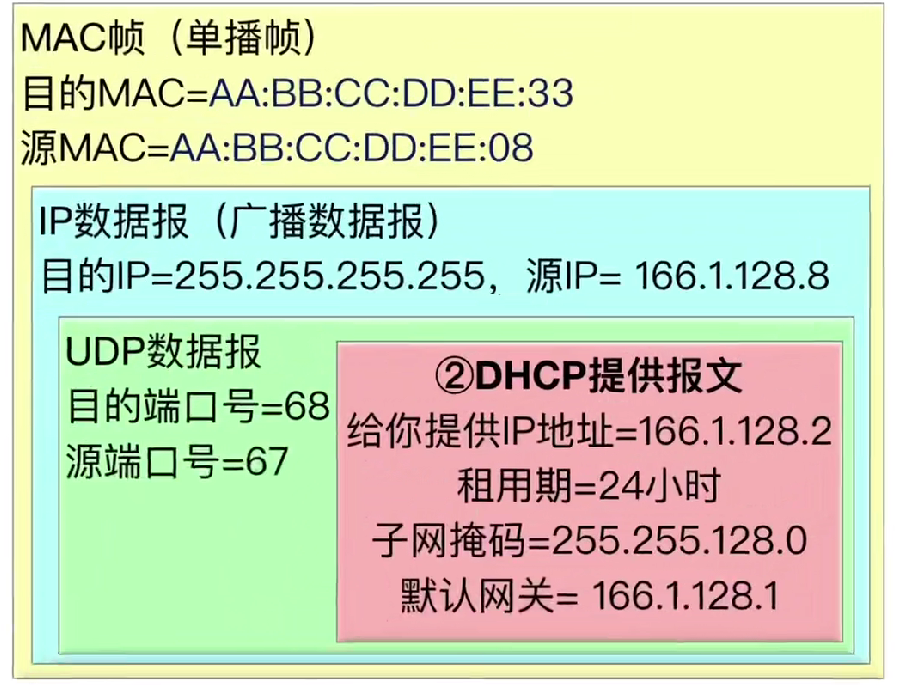 MAC帧（单播帧）
目的MAC=AA:BB:CC:DD:EE:33
源MAC=AA:BB:CC:DD:EE:08
IP数据报（广播数据报）
目的IP=255.255.255.255，源IP= 166.1.128.8
UDP数据报
目的端口号=68
源端口号=67
②DHCP提供报文
给你提供IP地址=166.1.128.2
租用期=24小时
子网掩码=255.255.128.0
默认网关= 166.1.128.1